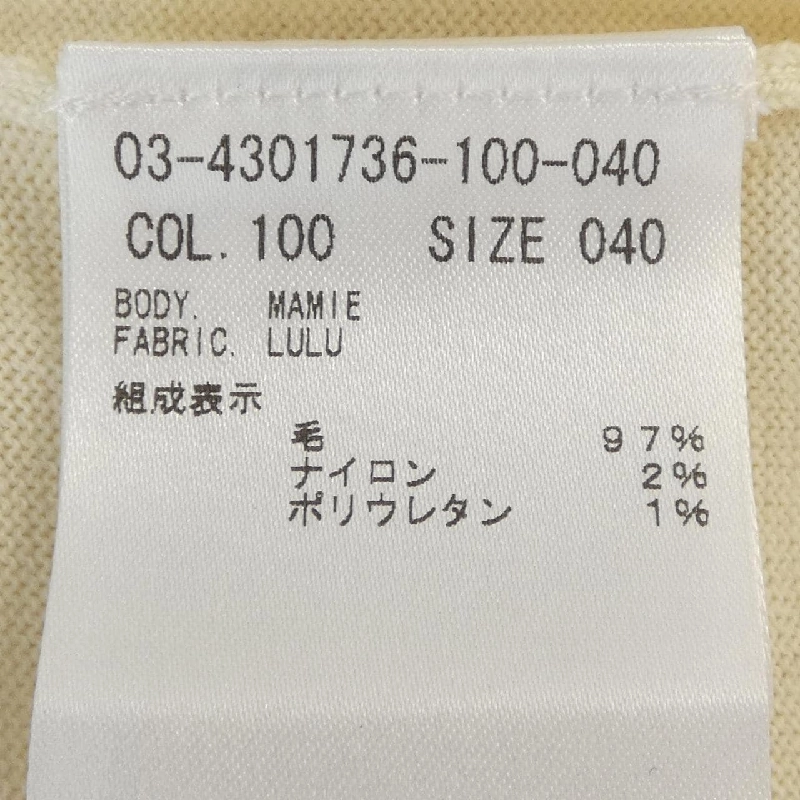 03-4301736-100-040
COL. 100 SIZE 040
BODY. MAMIE
FABRIC. LULU
組成表示
毛 97%
ナイロン 2%
ポリウレタン 1%